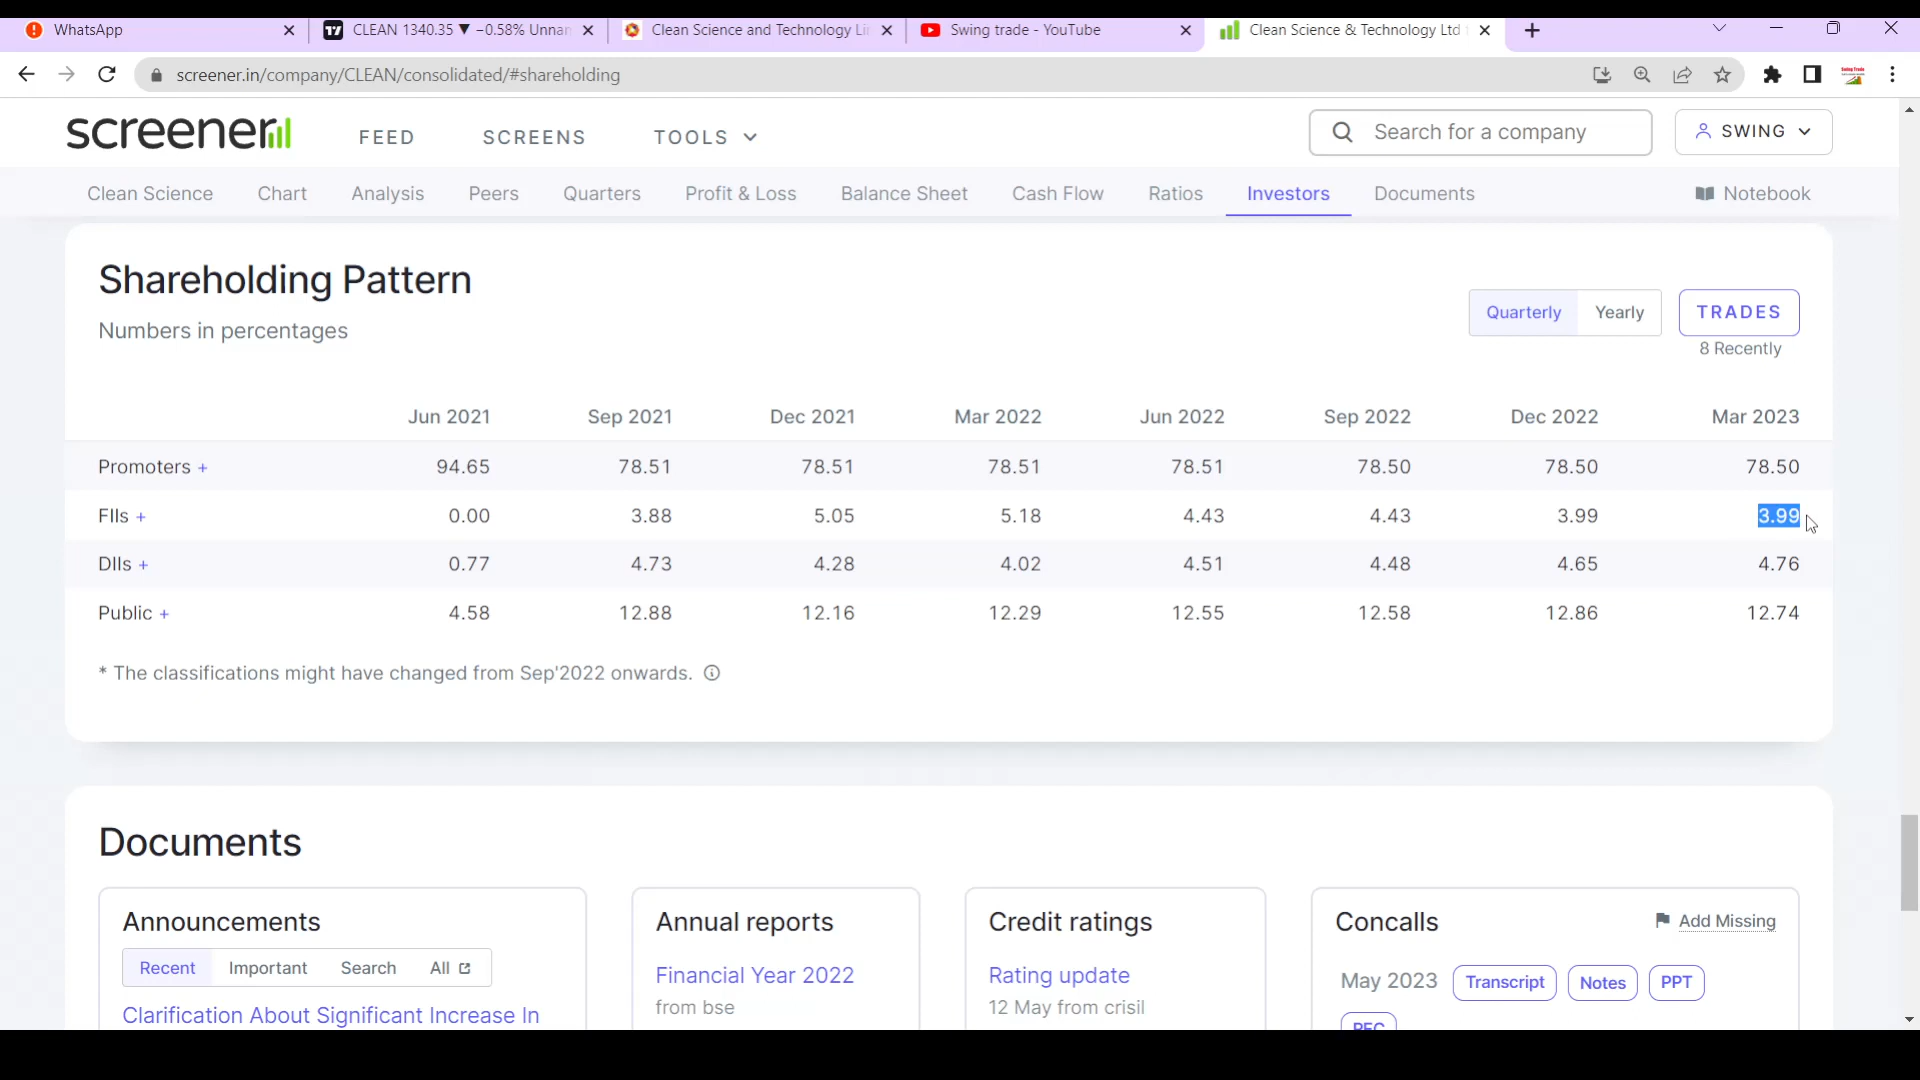 WhatsApp
CLEAN 1340.35 ▼ −0.58% Unnan
Clean Science and Technology Li
Swing trade - YouTube
Clean Science & Technology Ltd
screener.in/company/CLEAN/consolidated/#shareholding
screener
FEED
SCREENS
TOOLS
Search for a company
SWING
Clean Science
Chart
Analysis
Peers
Quarters
Profit & Loss
Balance Sheet
Cash Flow
Ratios
Investors
Documents
Notebook
Shareholding Pattern
Numbers in percentages
Quarterly
Yearly
TRADES
8 Recently
Jun 2021 Sep 2021 Dec 2021 Mar 2022 Jun 2022 Sep 2022 Dec 2022 Mar 2023
Promoters + 94.65 78.51 78.51 78.51 78.51 78.50 78.50 78.50
FIIs + 0.00 3.88 5.05 5.18 4.43 4.43 3.99 3.99
DIIs + 0.77 4.73 4.28 4.02 4.51 4.48 4.65 4.76
Public + 4.58 12.88 12.16 12.29 12.55 12.58 12.86 12.74
* The classifications might have changed from Sep'2022 onwards.
Documents
Announcements
Recent
Important
Search
All
Clarification About Significant Increase In
Annual reports
Financial Year 2022
from bse
Credit ratings
Rating update
12 May from crisil
Concalls
Add Missing
May 2023
Transcript
Notes
PPT
REC